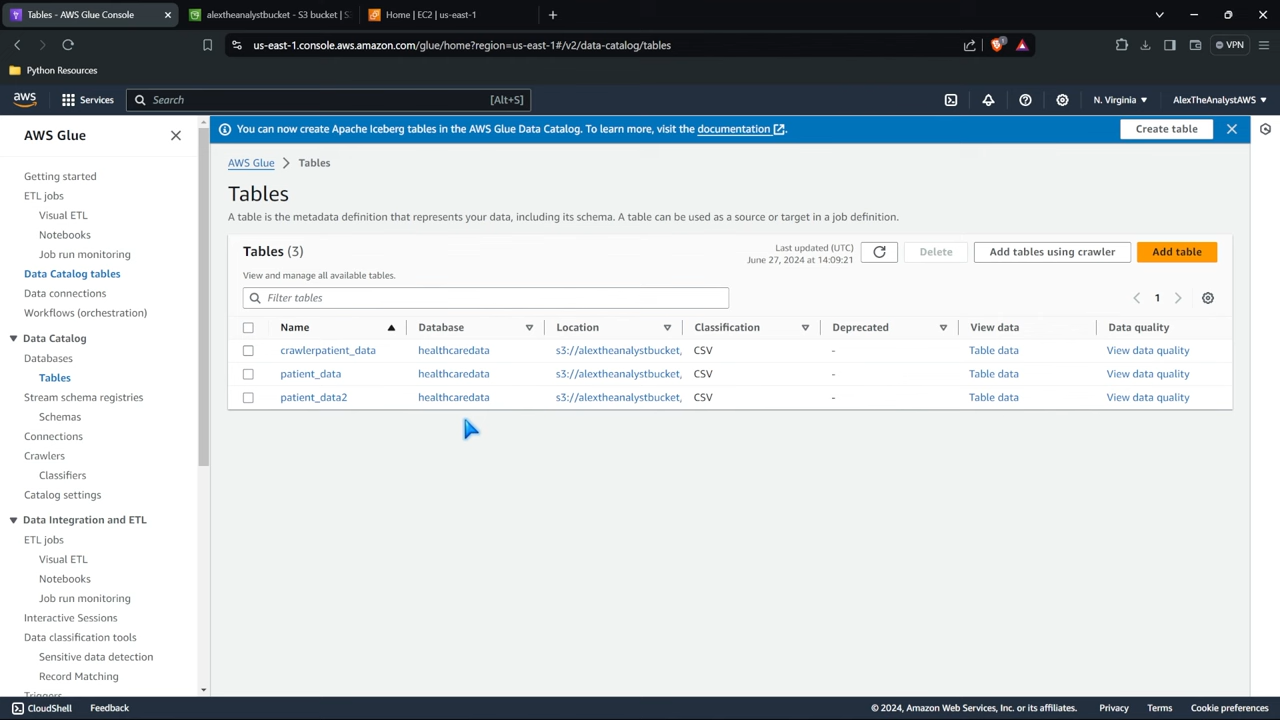 Tables - AWS Glue Console
alextheanalystbucket - S3 bucket | S3
Home | EC2 | us-east-1
us-east-1.console.aws.amazon.com/glue/home?region=us-east-1#/v2/data-catalog/tables
VPN
Python Resources
aws
Services
Search
[Alt+S]
N. Virginia
AlexTheAnalystAWS
AWS Glue
Getting started
ETL jobs
Visual ETL
Notebooks
Job run monitoring
Data Catalog tables
Data connections
Workflows (orchestration)
Data Catalog
Databases
Tables
Stream schema registries
Schemas
Connections
Crawlers
Classifiers
Catalog settings
Data Integration and ETL
ETL jobs
Visual ETL
Notebooks
Job run monitoring
Interactive Sessions
Data classification tools
Sensitive data detection
Record Matching
Triggers
You can now create Apache Iceberg tables in the AWS Glue Data Catalog. To learn more, visit the documentation.
Create table
AWS Glue > Tables
Tables
A table is the metadata definition that represents your data, including its schema. A table can be used as a source or target in a job definition.
Tables (3)
Last updated (UTC)
June 27, 2024 at 14:09:21
Delete
Add tables using crawler
Add table
View and manage all available tables.
Filter tables
1
Name Database Location Classification Deprecated View data Data quality
crawlerpatient_data healthcaredata s3://alextheanalystbucket, CSV - Table data View data quality
patient_data healthcaredata s3://alextheanalystbucket, CSV - Table data View data quality
patient_data2 healthcaredata s3://alextheanalystbucket, CSV - Table data View data quality
CloudShell
Feedback
© 2024, Amazon Web Services, Inc. or its affiliates.
Privacy
Terms
Cookie preferences